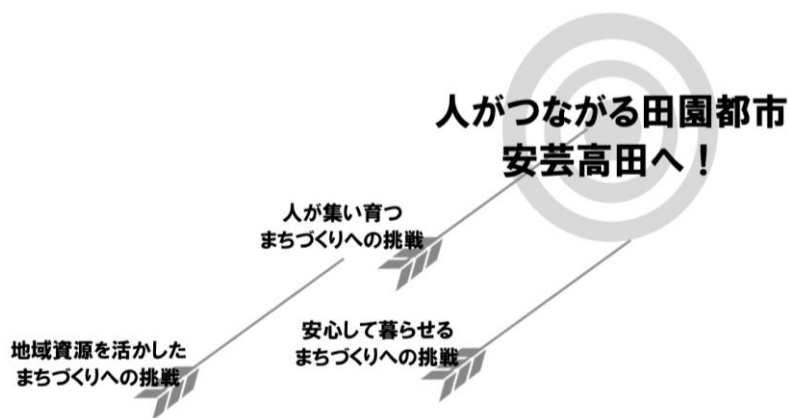 人がつながる田園都市
安芸高田へ！
人が集い育つ
まちづくりへの挑戦
安心して暮らせる
まちづくりへの挑戦
地域資源を活かした
まちづくりへの挑戦